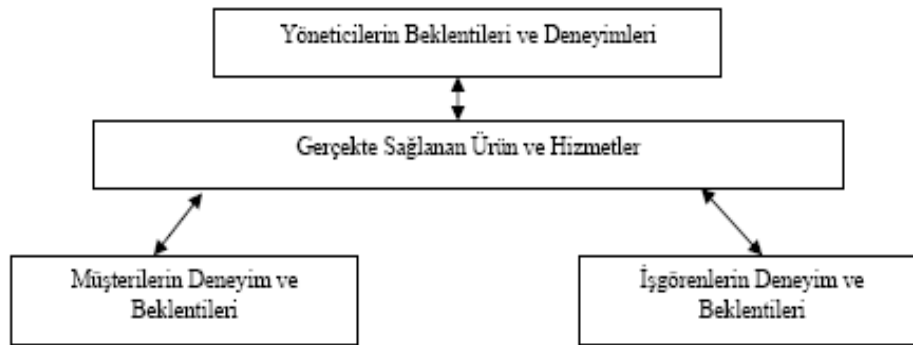 Yöneticilerin Beklentileri ve Deneyimleri
Gerçekte Sağlanan Ürün ve Hizmetler
Müşterilerin Deneyim ve
Beklentileri
İşgörenlerin Deneyim ve
Beklentileri